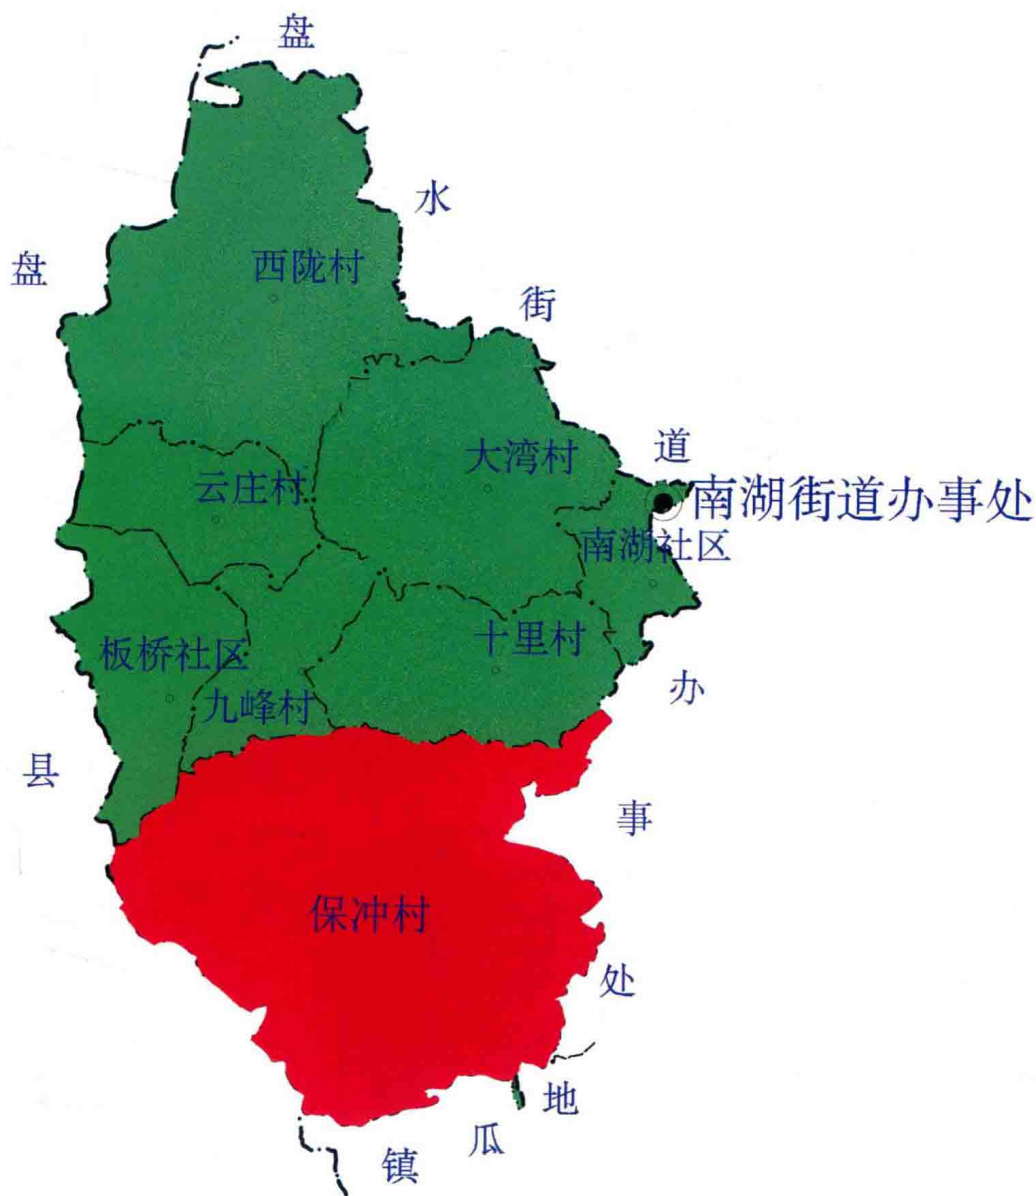 盘水街道办事处
盘县
西陇村
大湾村
云庄村
南湖街道办事处
南湖社区
十里村
板桥社区
九峰村
保冲村
地瓜镇